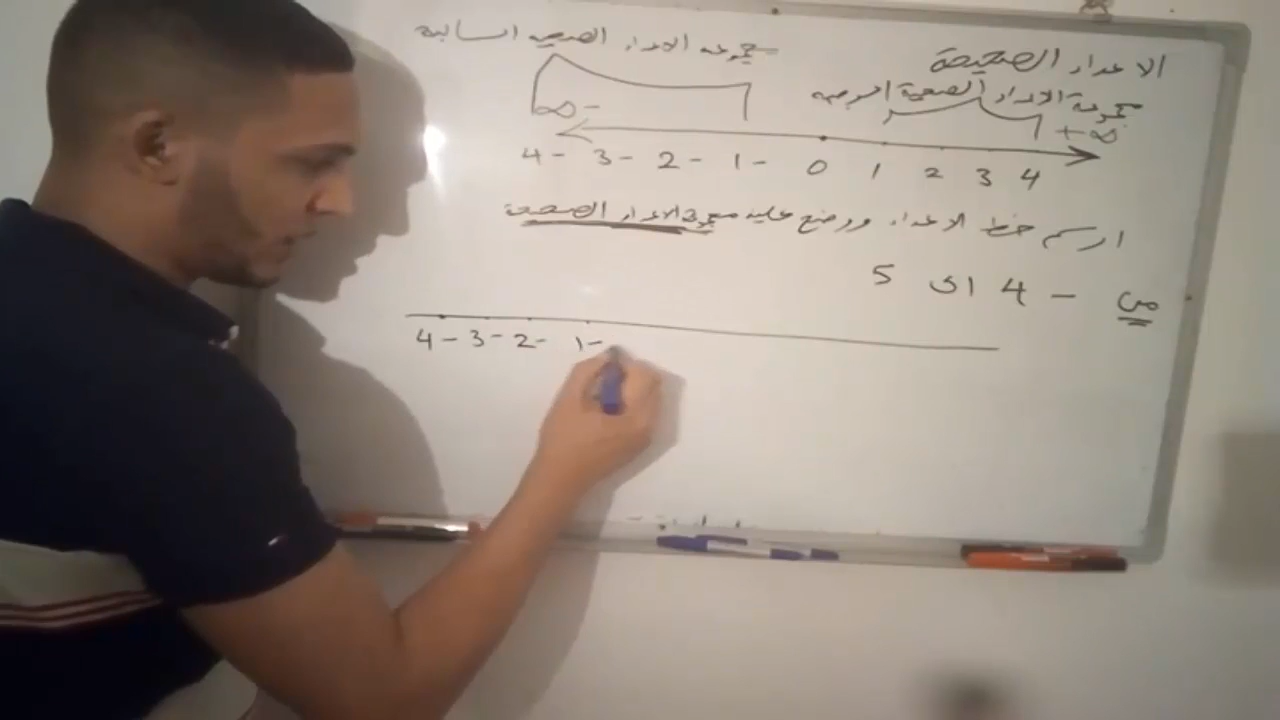 الاعداد الصحيحة
مجموعة الاعداد الصحيحة السالبة
مجموعة الاعداد الصحيحة الموجبة
∞- +∞
4- 3- 2- 1- 0 1 2 3 4
ارسم خط الاعداد ووضح عليه مجموعة الاعداد الصحيحة
من - 4 الى 5
4- 3- 2- 1-